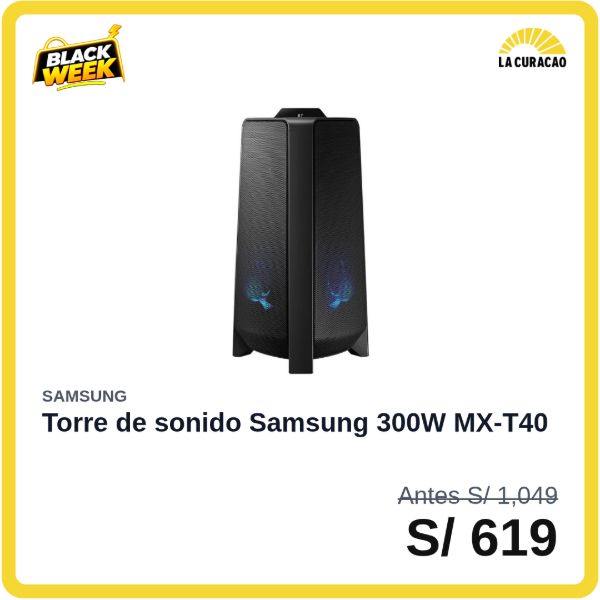 BLACK
WEEK
LA CURACAO
SAMSUNG
Torre de sonido Samsung 300W MX-T40
Antes S/ 1,049
S/ 619